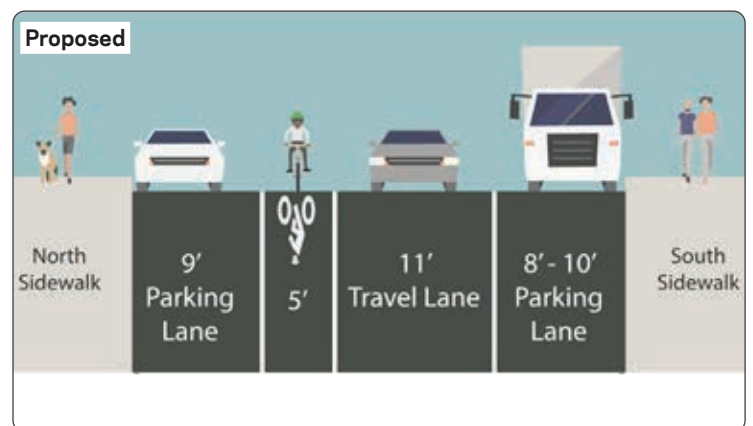 Proposed
North
Sidewalk
9'
Parking
Lane
5'
11'
Travel Lane
8' - 10'
Parking
Lane
South
Sidewalk